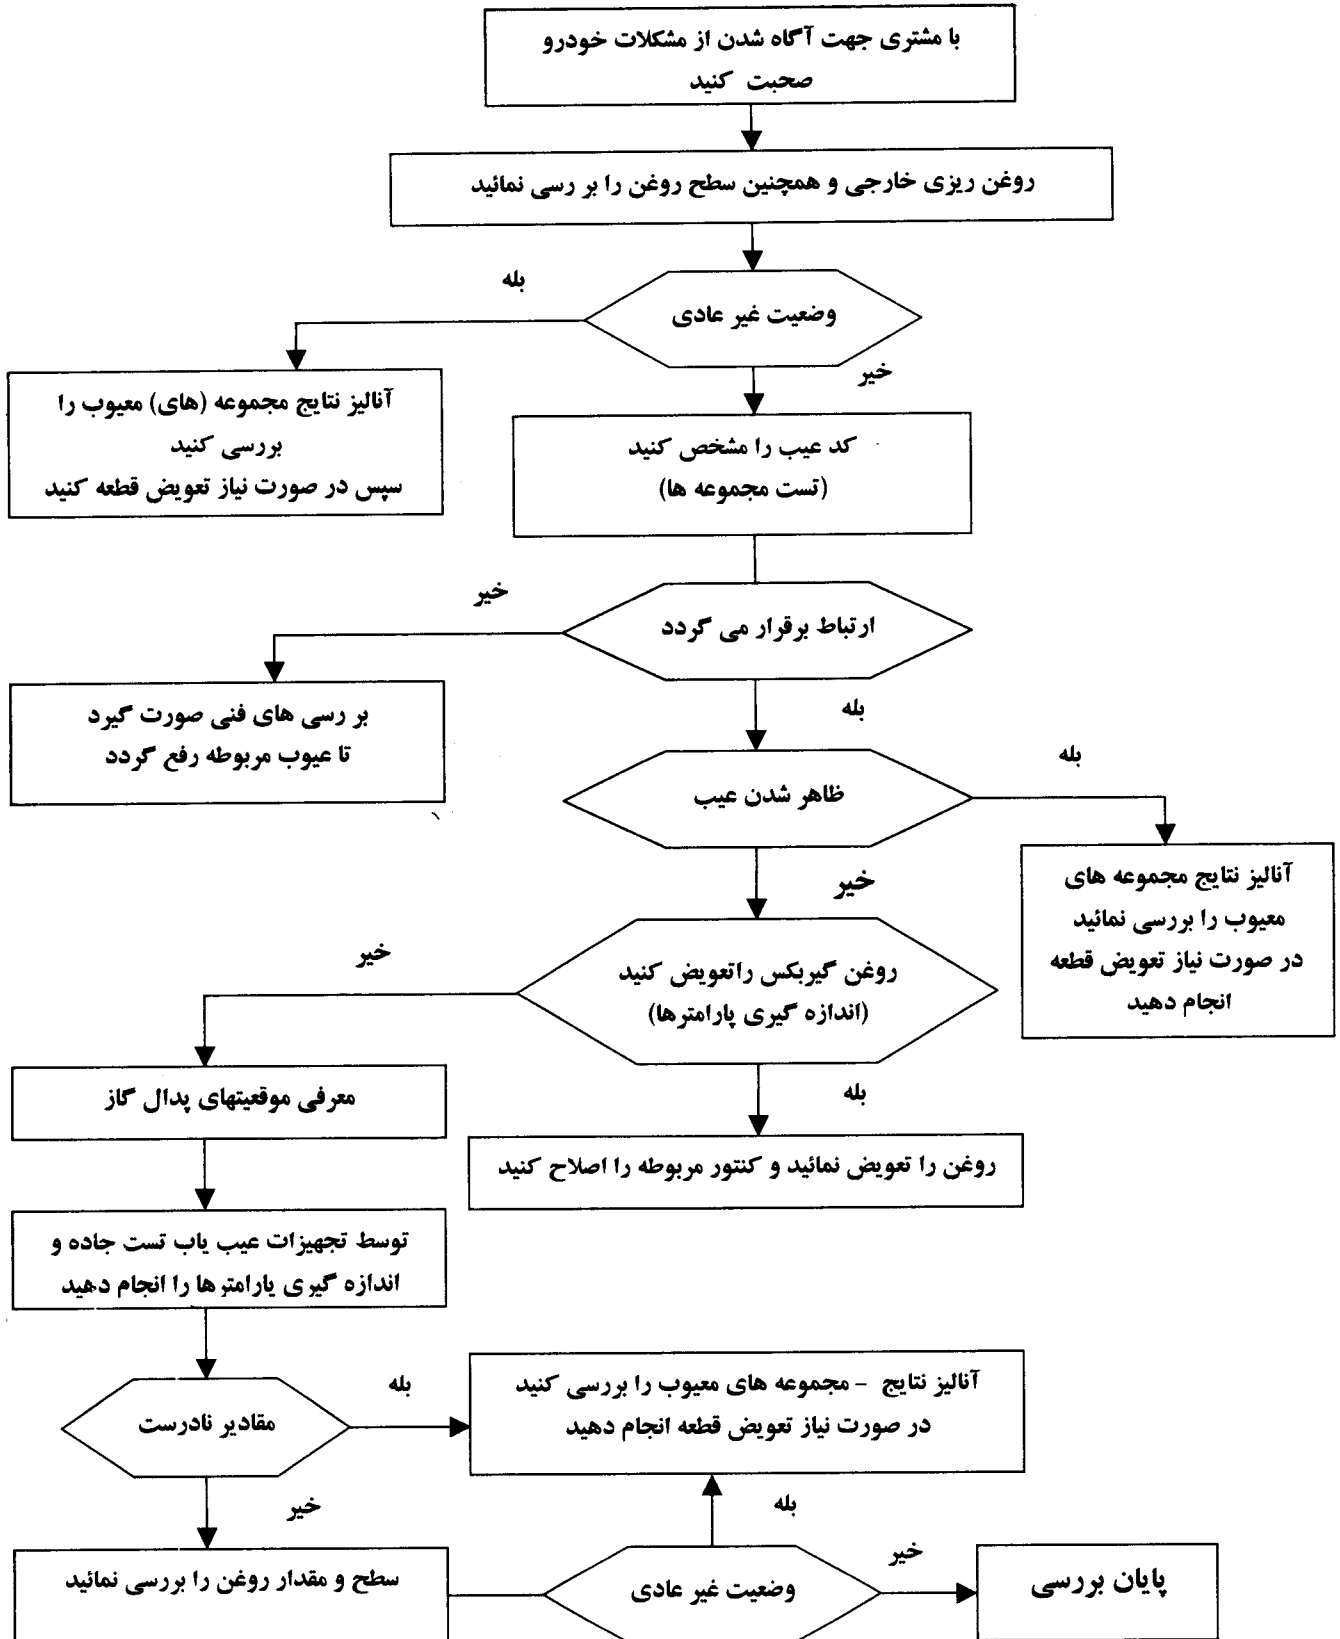 با مشتری جهت آگاه شدن از مشکلات خودرو
صحبت کنید
روغن ریزی خارجی و همچنین سطح روغن را بر رسی نمائید
بله
وضعیت غیر عادی
خیر
آنالیز نتایج مجموعه (های) معیوب را
بررسی کنید
سپس در صورت نیاز تعویض قطعه کنید
کد عیب را مشخص کنید
(تست مجموعه ها)
خیر
ارتباط برقرار می گردد
بله
بر رسی های فنی صورت گیرد
تا عیوب مربوطه رفع گردد
بله
ظاهر شدن عیب
خیر
آنالیز نتایج مجموعه های
معیوب را بررسی نمائید
در صورت نیاز تعویض قطعه
انجام دهید
خیر
روغن گیربکس راتعویض کنید
(اندازه گیری پارامترها)
بله
معرفی موقعیتهای پدال گاز
روغن را تعویض نمائید و کنتور مربوطه را اصلاح کنید
توسط تجهیزات عیب یاب تست جاده و
اندازه گیری پارامترها را انجام دهید
بله
مقادیر نادرست
آنالیز نتایج - مجموعه های معیوب را بررسی کنید
در صورت نیاز تعویض قطعه انجام دهید
خیر
بله
سطح و مقدار روغن را بررسی نمائید
وضعیت غیر عادی
خیر
پایان بررسی